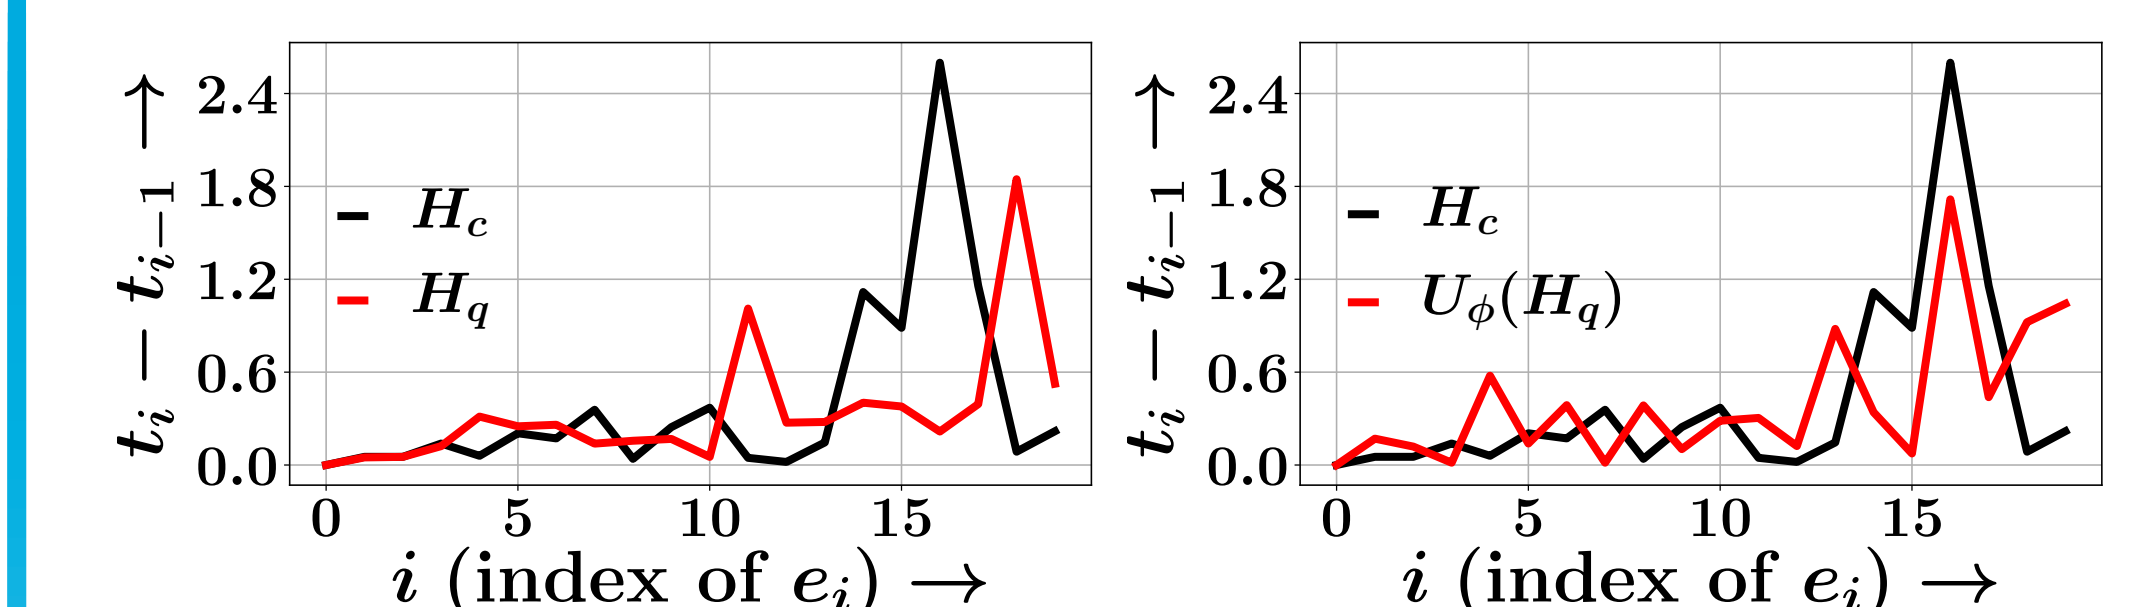 t_i − t_{i−1} →
2.4
1.8
1.2
0.6
0.0
H_c
H_q
0 5 10 15
i (index of e_i) →
t_i − t_{i−1} →
2.4
1.8
1.2
0.6
0.0
H_c
U_ϕ(H_q)
0 5 10 15
i (index of e_i) →